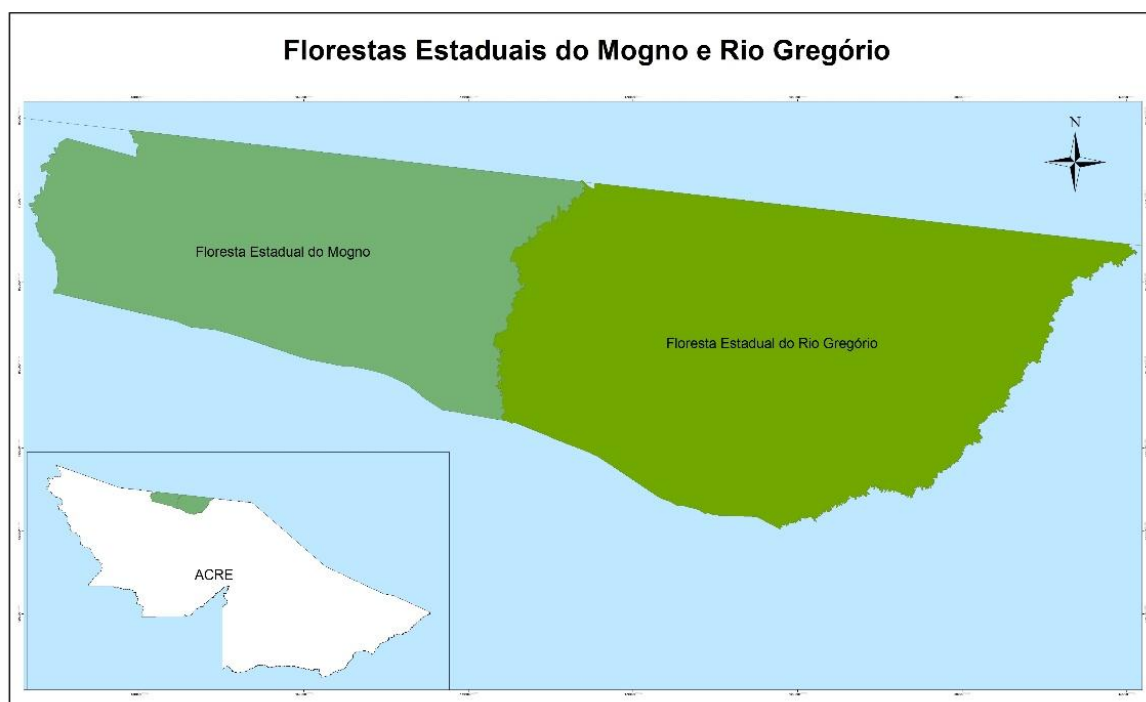 Florestas Estaduais do Mogno e Rio Gregório
N
Floresta Estadual do Mogno
Floresta Estadual do Rio Gregório
ACRE